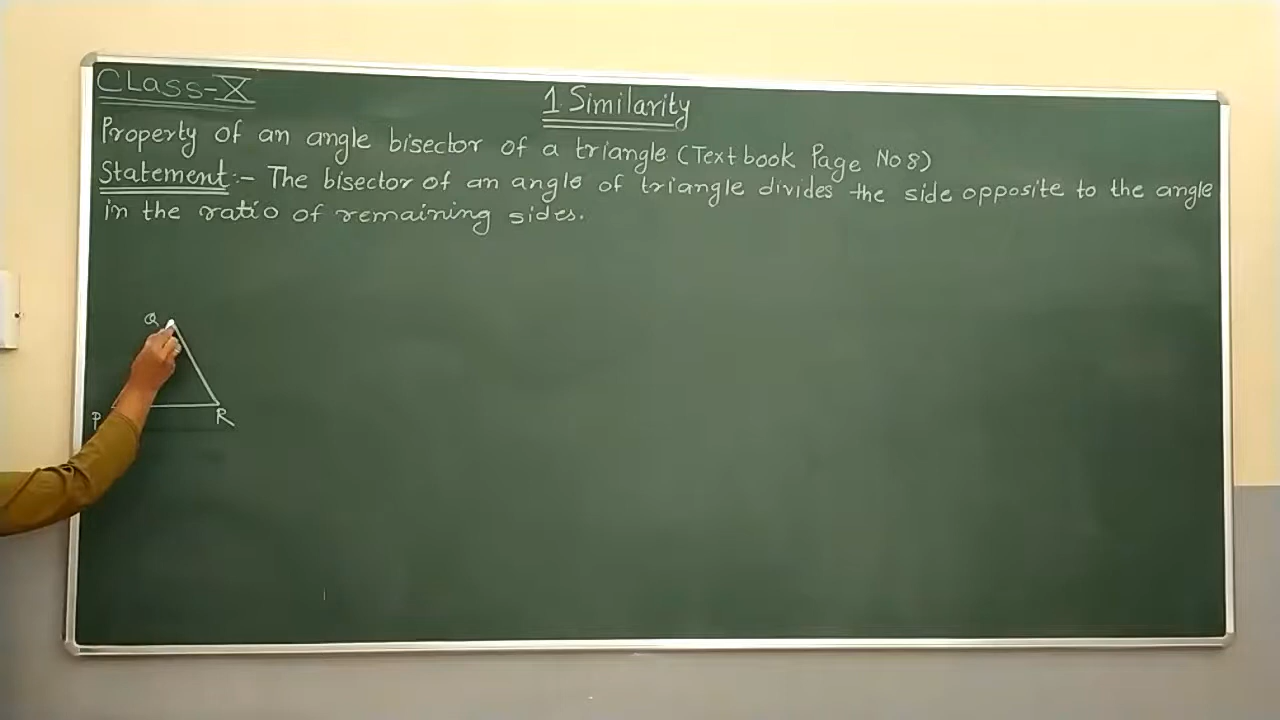 CLASS-X
1 Similarity
Property of an angle bisector of a triangle (Textbook Page No 8)
Statement:- The bisector of an angle of triangle divides the side opposite to the angle
in the ratio of remaining sides.
Q
P R